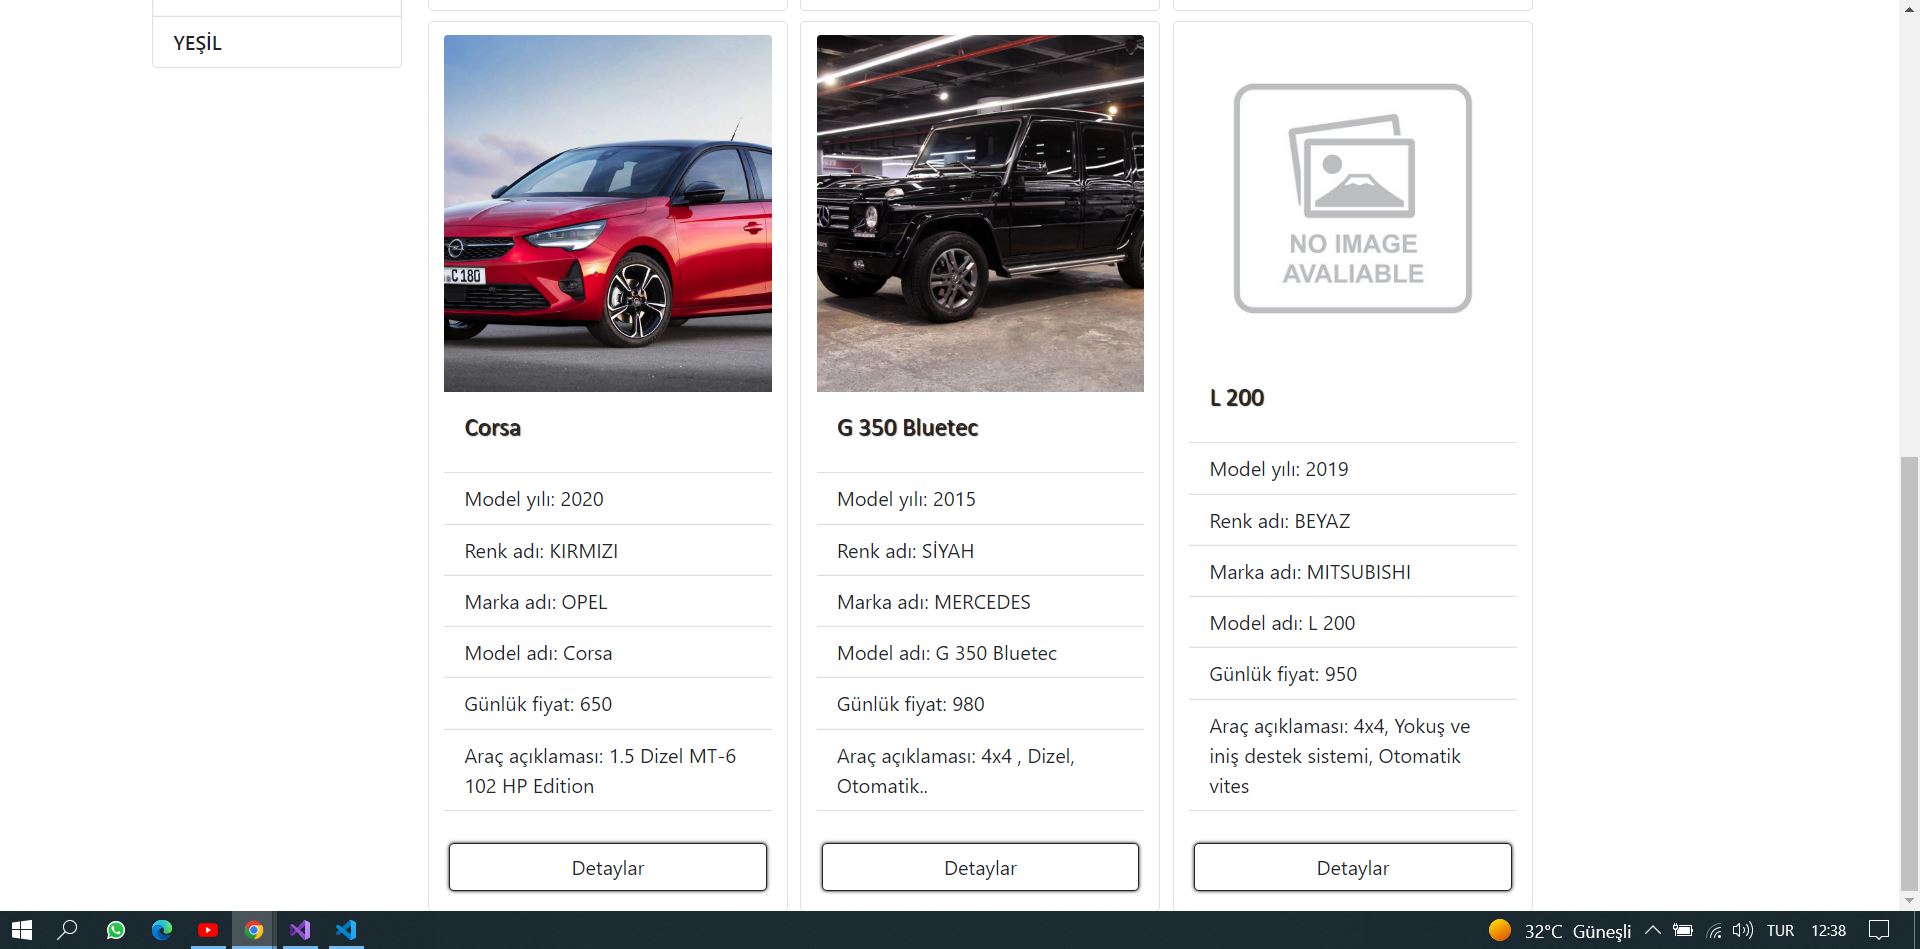 YEŞİL
C 180
Corsa
Model yılı: 2020
Renk adı: KIRMIZI
Marka adı: OPEL
Model adı: Corsa
Günlük fiyat: 650
Araç açıklaması: 1.5 Dizel MT-6
102 HP Edition
Detaylar
G 350 Bluetec
Model yılı: 2015
Renk adı: SİYAH
Marka adı: MERCEDES
Model adı: G 350 Bluetec
Günlük fiyat: 980
Araç açıklaması: 4x4 , Dizel,
Otomatik..
Detaylar
NO IMAGE
AVALIABLE
L 200
Model yılı: 2019
Renk adı: BEYAZ
Marka adı: MITSUBISHI
Model adı: L 200
Günlük fiyat: 950
Araç açıklaması: 4x4, Yokuş ve
iniş destek sistemi, Otomatik
vites
Detaylar
32°C Güneşli TUR 12:38